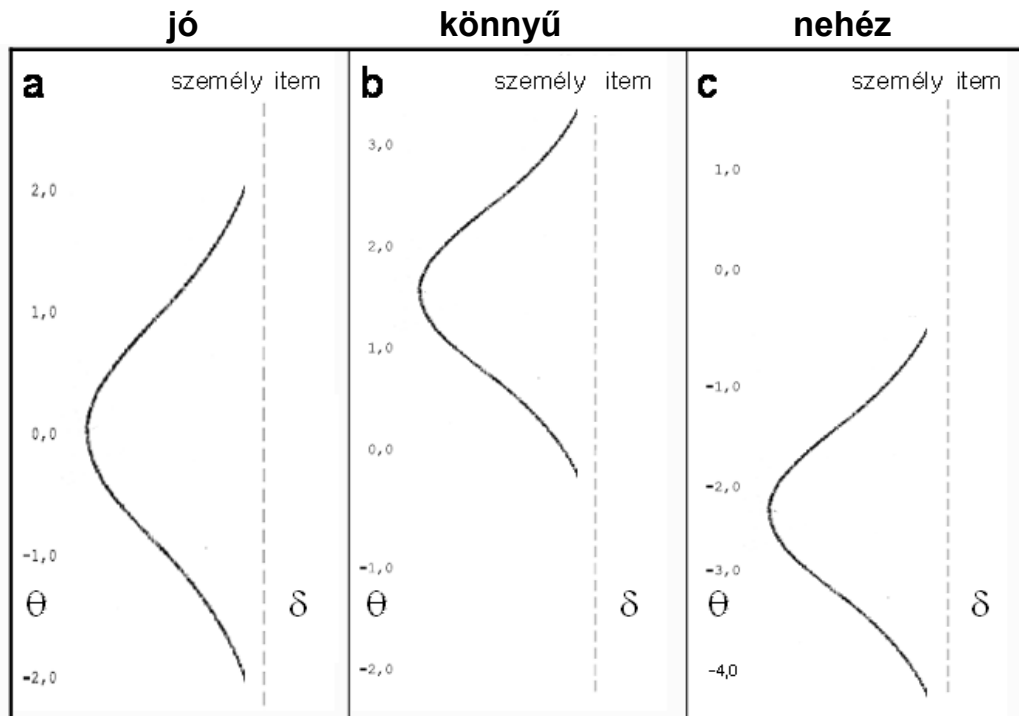 jó
könnyű
nehéz
a
személy item
2,0
1,0
0,0
-1,0
θ
δ
-2,0
b
személy item
3,0
2,0
1,0
0,0
-1,0
θ
δ
-2,0
c
személy item
1,0
0,0
-1,0
-2,0
-3,0
θ
δ
-4,0